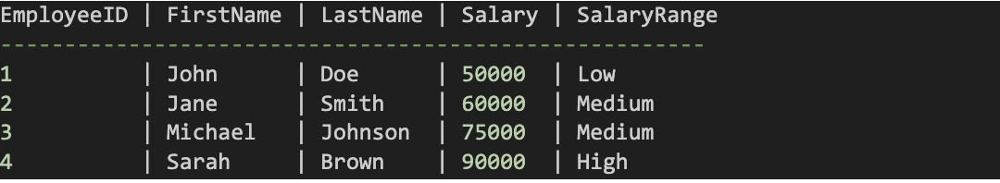 EmployeeID | FirstName | LastName | Salary | SalaryRange
-------------------------------------------------------
1          | John      | Doe      | 50000  | Low
2          | Jane      | Smith    | 60000  | Medium
3          | Michael   | Johnson  | 75000  | Medium
4          | Sarah     | Brown    | 90000  | High